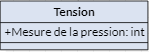 Tension
+Mesure de la pression: int